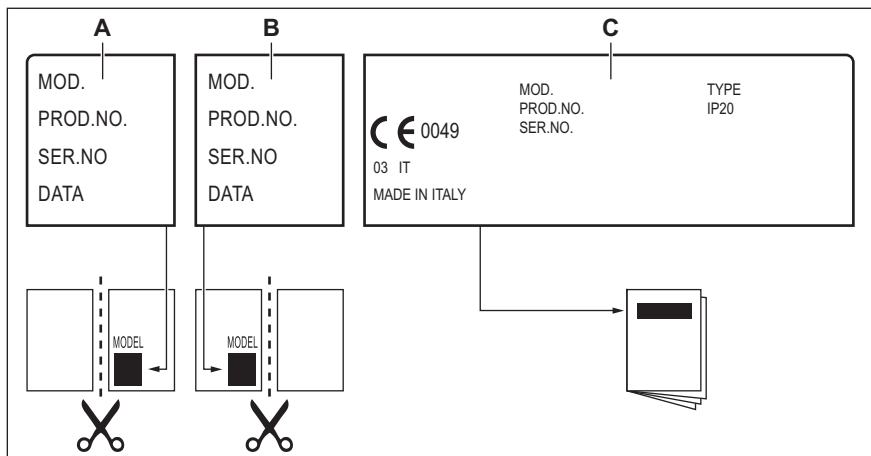 A
B
C
MOD.
PROD.NO.
SER.NO
DATA
MOD.
PROD.NO.
SER.NO
DATA
MOD.
PROD.NO.
SER.NO.
TYPE
IP20
CE 0049
03 IT
MADE IN ITALY
MODEL
MODEL